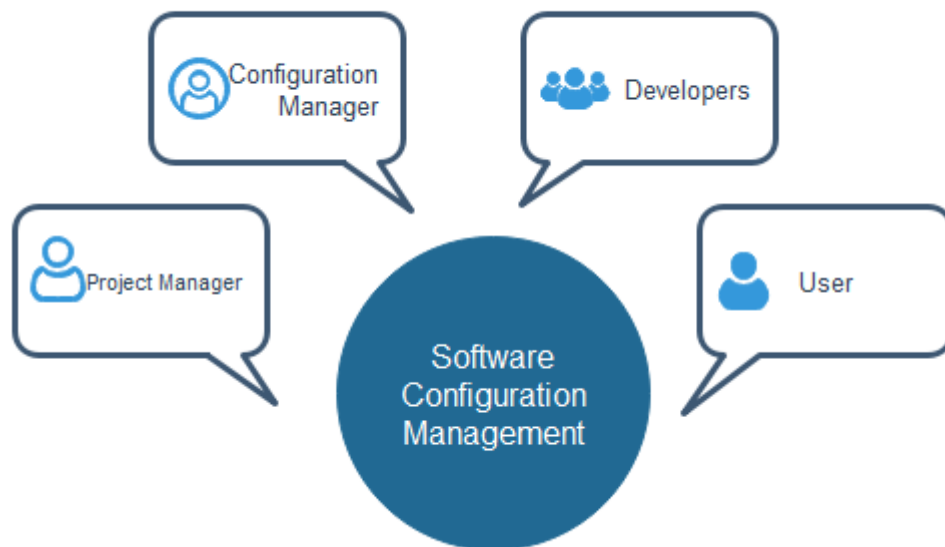 Configuration
Manager
Developers
Project Manager
User
Software
Configuration
Management